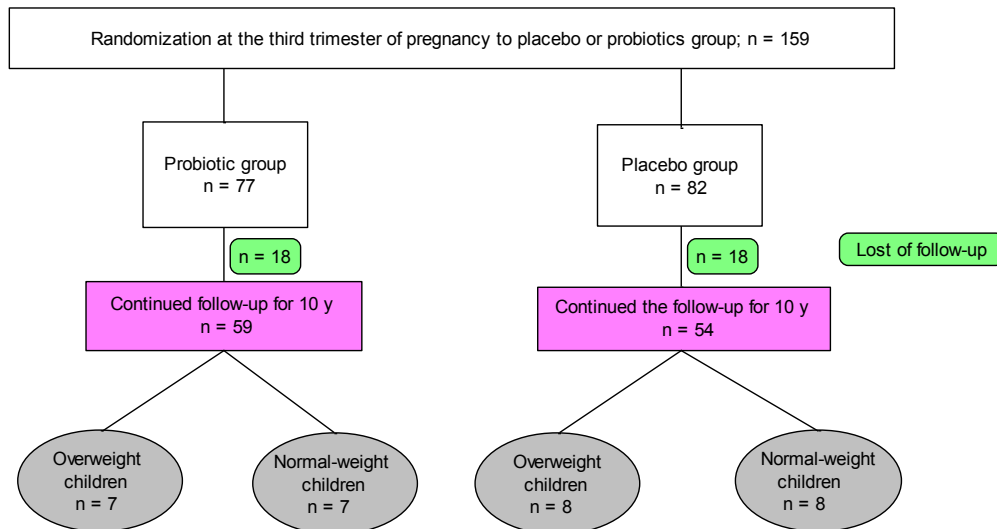 Randomization at the third trimester of pregnancy to placebo or probiotics group; n = 159
Probiotic group
n = 77
Placebo group
n = 82
n = 18
n = 18
Lost of follow-up
Continued follow-up for 10 y
n = 59
Continued the follow-up for 10 y
n = 54
Overweight
children
n = 7
Normal-weight
children
n = 7
Overweight
children
n = 8
Normal-weight
children
n = 8